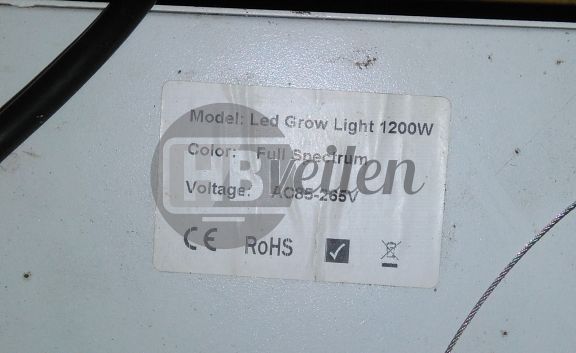 Model: Led Grow Light 1200W
Color: Full Spectrum
Voltage: AC85-265V
CE RoHS
HBveilen